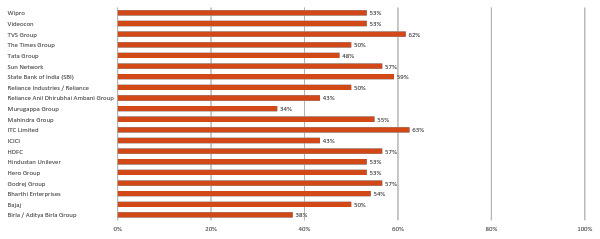 Wipro 53%
Videocon 53%
TVS Group 62%
The Times Group 50%
Tata Group 48%
Sun Network 57%
State Bank of India (SBI) 59%
Reliance Industries / Reliance 50%
Reliance Anil Dhirubhai Ambani Group 43%
Murugappa Group 34%
Mahindra Group 55%
ITC Limited 63%
ICICI 43%
HDFC 57%
Hindustan Unilever 53%
Hero Group 53%
Godrej Group 57%
Bharthi Enterprises 54%
Bajaj 50%
Birla / Aditya Birla Group 38%
0% 20% 40% 60% 80% 100%